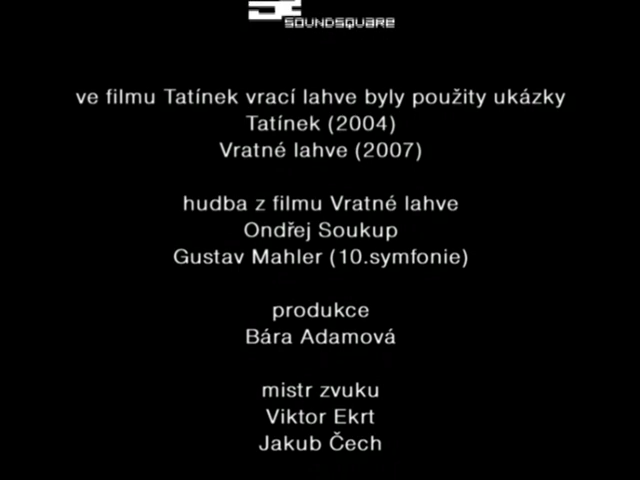 SOUNDSQUARE
ve filmu Tatínek vrací lahve byly použity ukázky
Tatínek (2004)
Vratné lahve (2007)
hudba z filmu Vratné lahve
Ondřej Soukup
Gustav Mahler (10.symfonie)
produkce
Bára Adamová
mistr zvuku
Viktor Ekrt
Jakub Čech